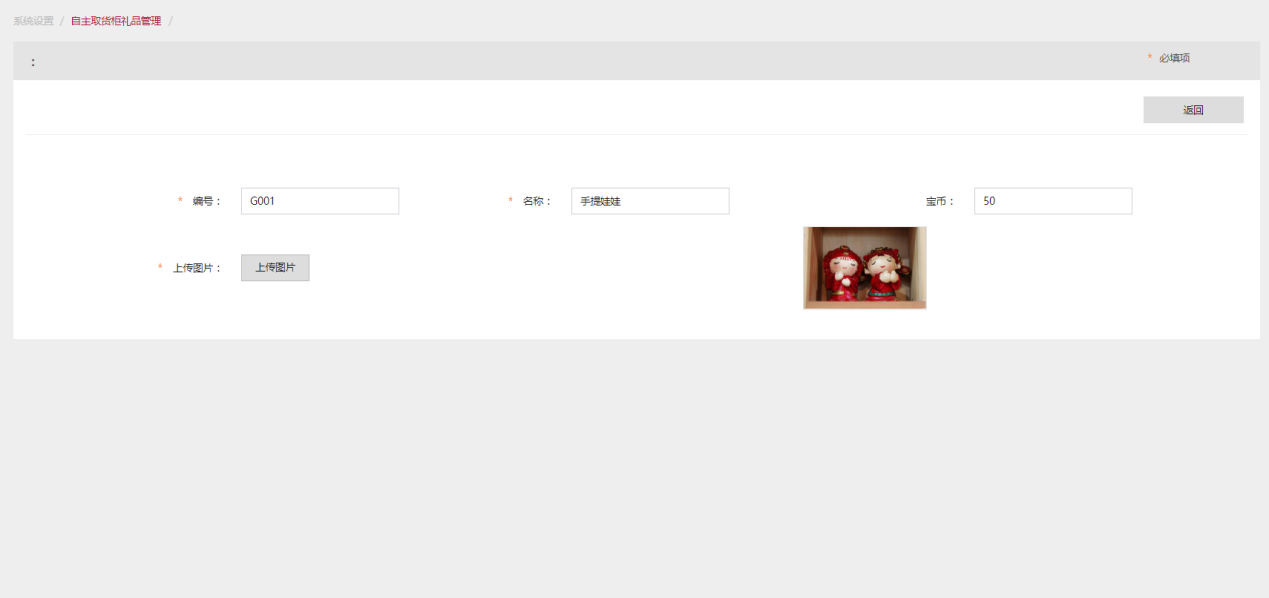 系统设置 / 自主取货柜礼品管理 /
： * 必填项
返回
* 编号： G001 * 名称： 手提娃娃 宝币： 50
* 上传图片： 上传图片